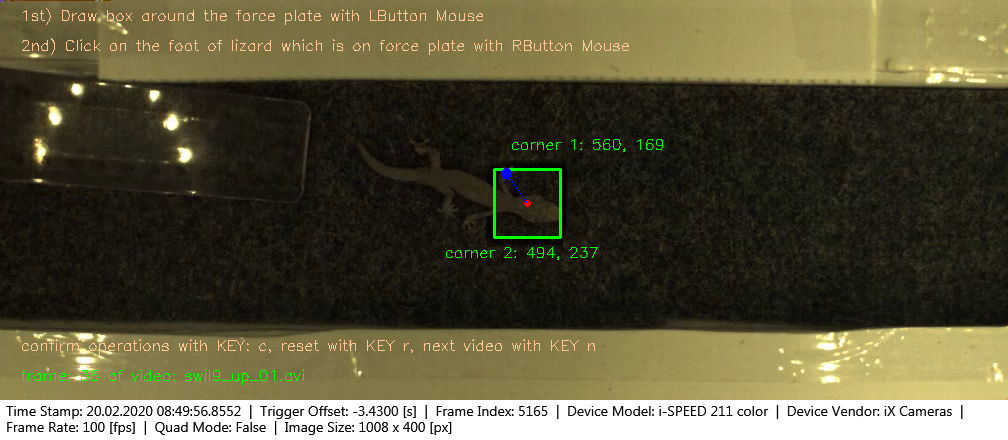 1st) Draw box around the force plate with LButton Mouse
2nd) Click on the foot of lizard which is on force plate with RButton Mouse
corner 1: 560, 169
corner 2: 494, 237
confirm operations with KEY: c, reset with KEY r, next video with KEY n
frame: of video: swil9_up_01.avi
Time Stamp: 20.02.2020 08:49:56.8552 | Trigger Offset: -3.4300 [s] | Frame Index: 5165 | Device Model: i-SPEED 211 color | Device Vendor: iX Cameras |
Frame Rate: 100 [fps] | Quad Mode: False | Image Size: 1008 x 400 [px]